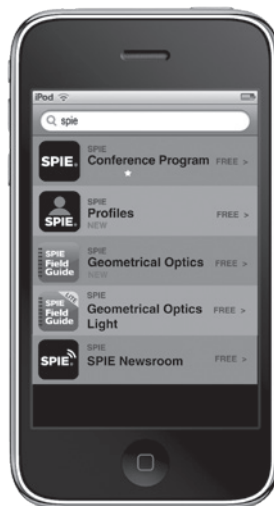 iPod
spie
SPIE.
SPIE
Conference Program FREE >
SPIE.
SPIE
Profiles FREE >
NEW
SPIE
Field
Guide
SPIE
Geometrical Optics FREE >
NEW
SPIE
Field
Guide
SPIE
Geometrical Optics
Light FREE >
SPIE.
SPIE
SPIE Newsroom FREE >